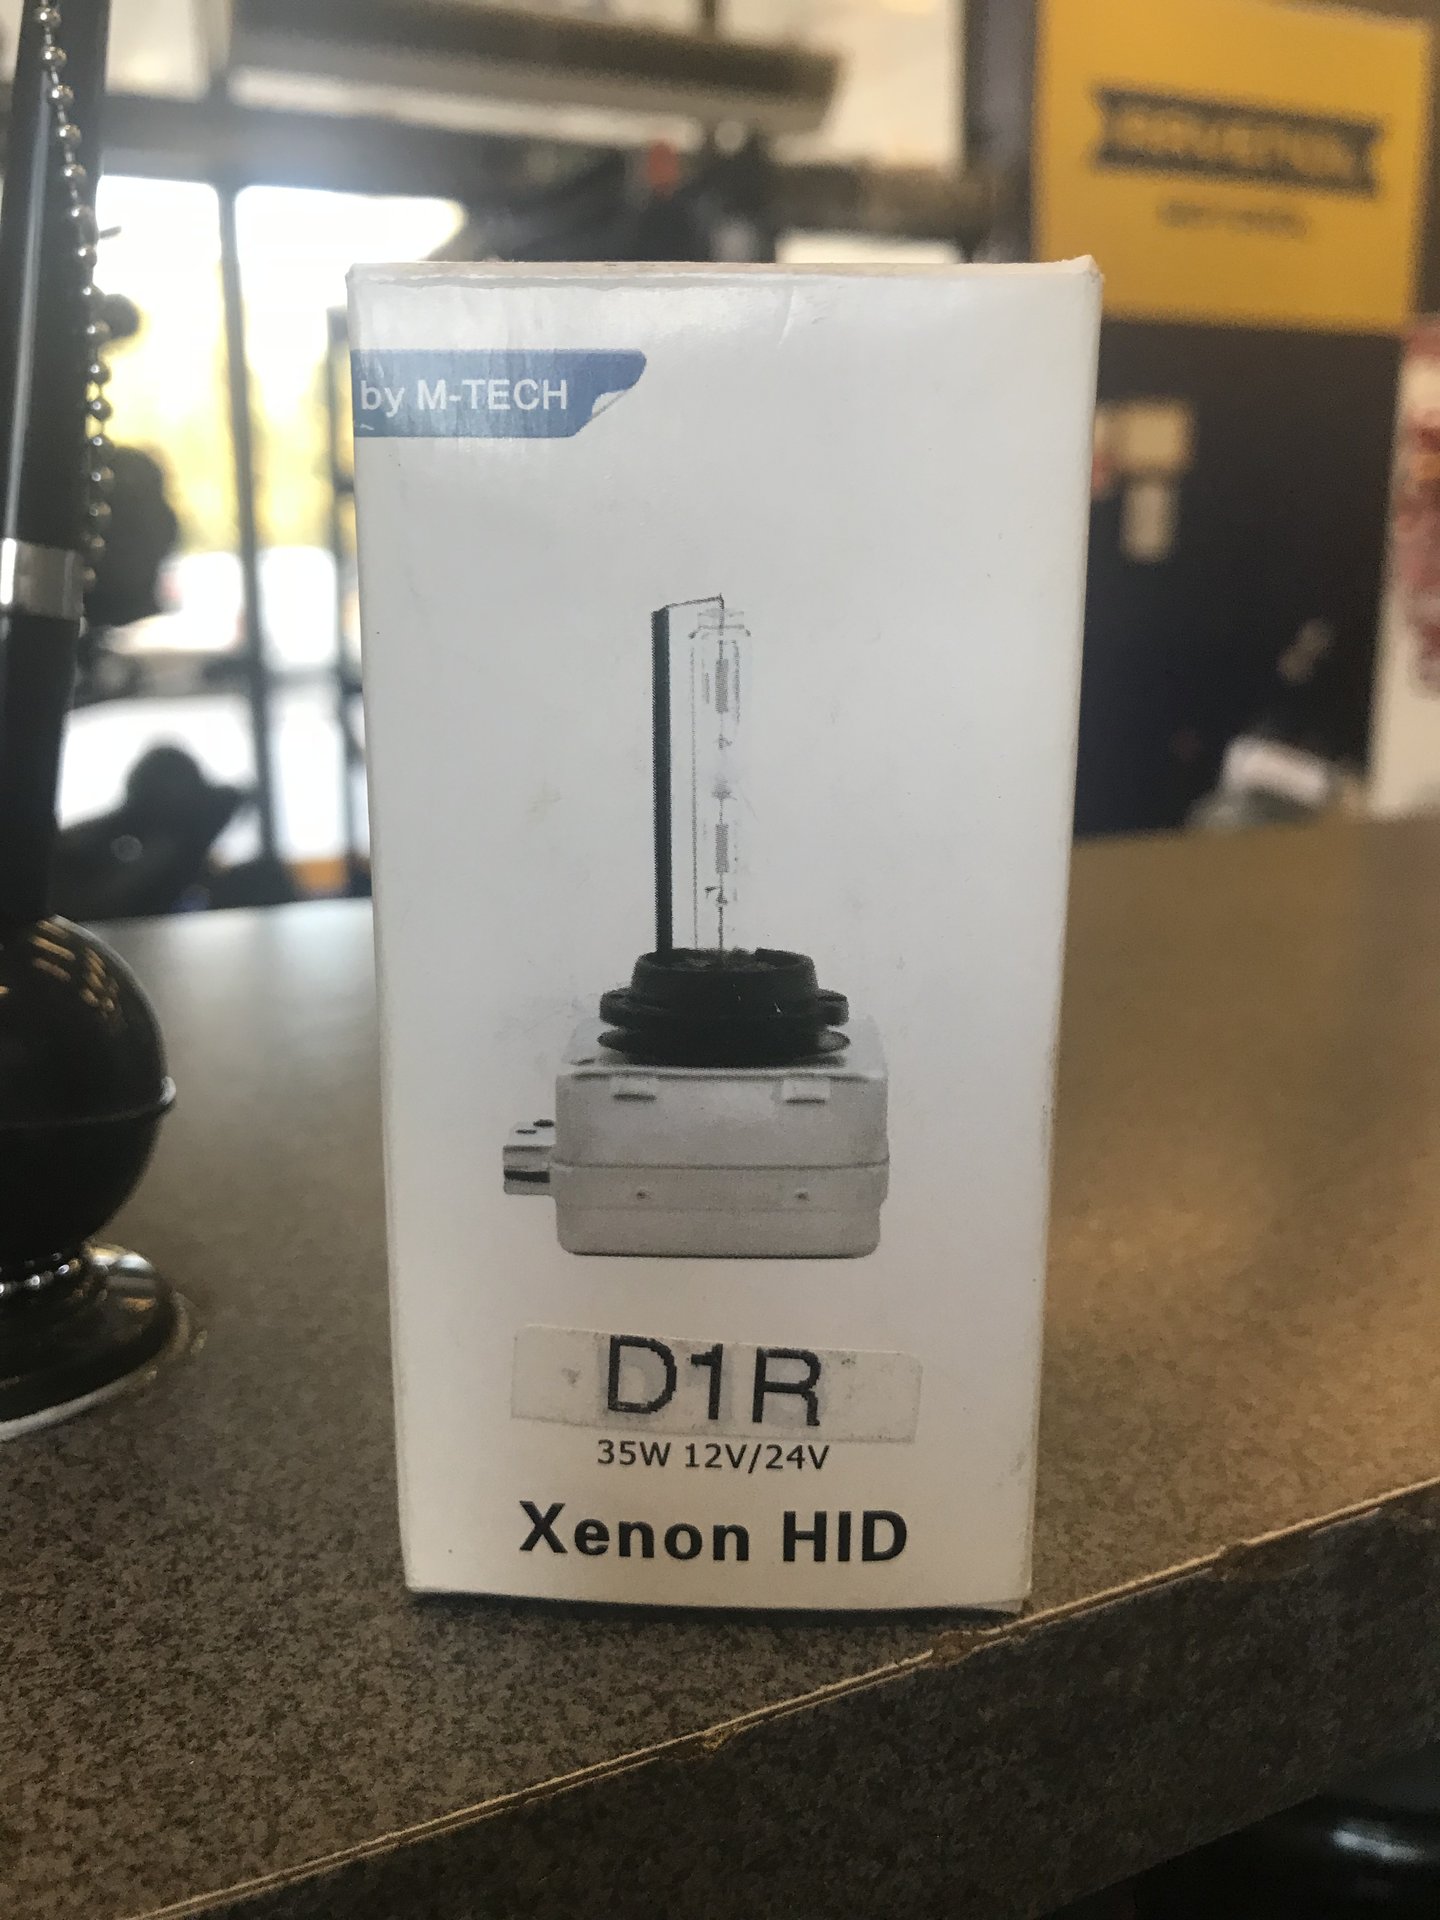 by M-TECH
D1R
35W 12V/24V
Xenon HID